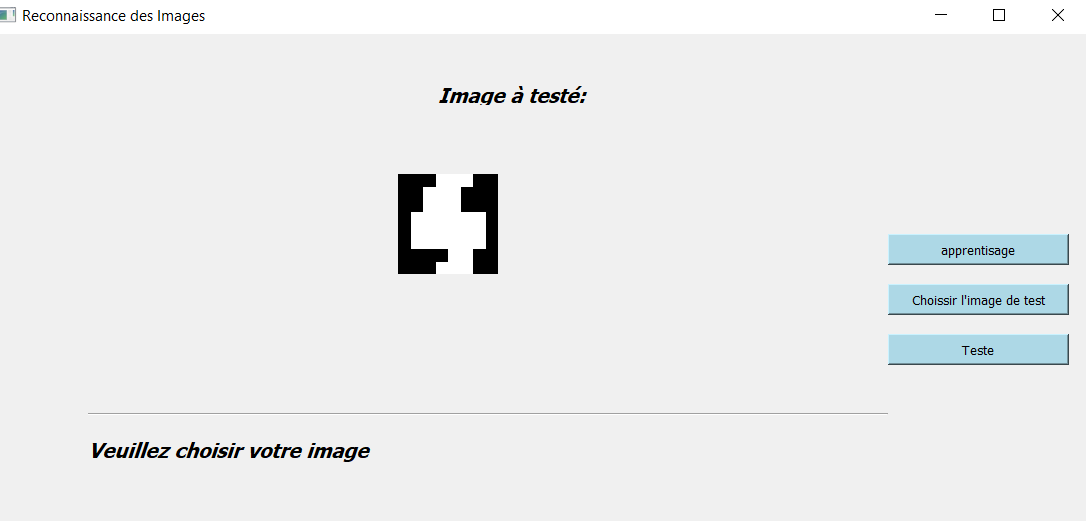 Reconnaissance des Images
Image à testé:
apprentisage
Choissir l'image de test
Teste
Veuillez choisir votre image